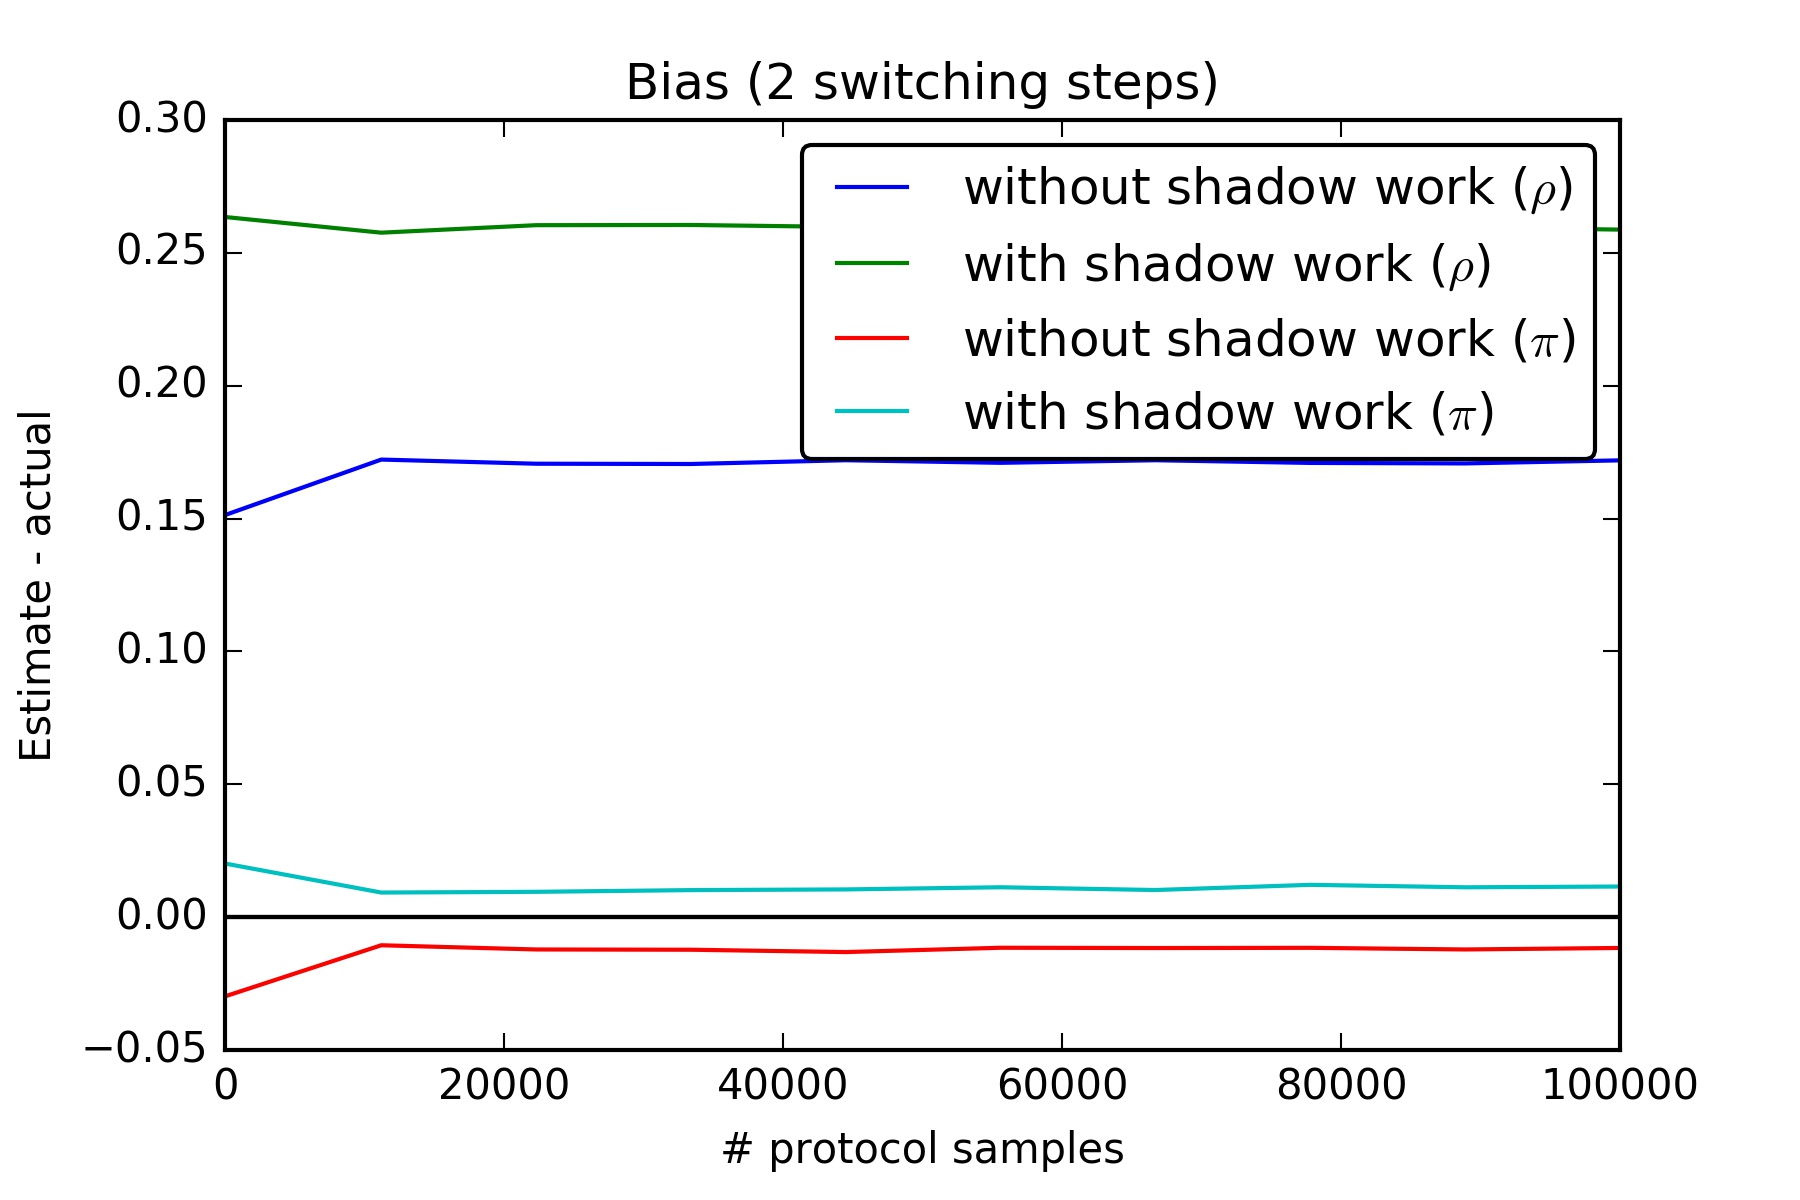 Bias (2 switching steps)
0.30
0.25
0.20
0.15
0.10
0.05
0.00
−0.05
Estimate - actual
without shadow work (ρ)
with shadow work (ρ)
without shadow work (π)
with shadow work (π)
0 20000 40000 60000 80000 100000
# protocol samples